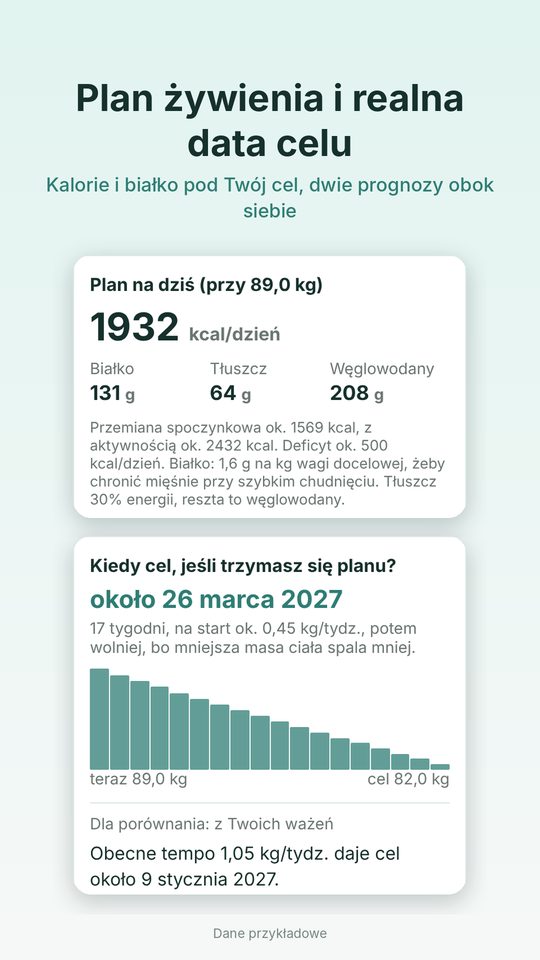 Plan żywienia i realna
data celu
Kalorie i białko pod Twój cel, dwie prognozy obok
siebie
Plan na dziś (przy 89,0 kg)
1932 kcal/dzień
Białko Tłuszcz Węglowodany
131 g 64 g 208 g
Przemiana spoczynkowa ok. 1569 kcal, z
aktywnością ok. 2432 kcal. Deficyt ok. 500
kcal/dzień. Białko: 1,6 g na kg wagi docelowej, żeby
chronić mięśnie przy szybkim chudnięciu. Tłuszcz
30% energii, reszta to węglowodany.
Kiedy cel, jeśli trzymasz się planu?
około 26 marca 2027
17 tygodni, na start ok. 0,45 kg/tydz., potem
wolniej, bo mniejsza masa ciała spala mniej.
teraz 89,0 kg cel 82,0 kg
Dla porównania: z Twoich ważeń
Obecne tempo 1,05 kg/tydz. daje cel
około 9 stycznia 2027.
Dane przykładowe